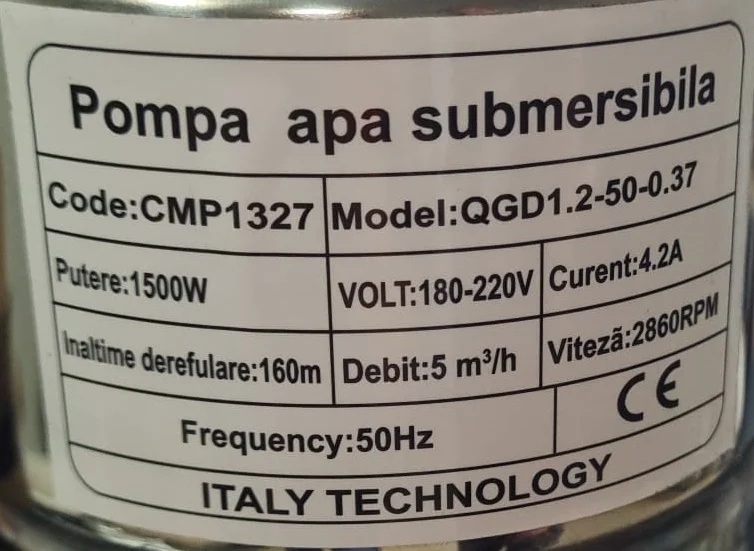 Pompa apa submersibila
Code:CMP1327 Model:QGD1.2-50-0.37
Putere:1500W VOLT:180-220V Curent:4.2A
Inaltime derefulare:160m Debit:5 m³/h Viteză:2860RPM
Frequency:50Hz CE
ITALY TECHNOLOGY